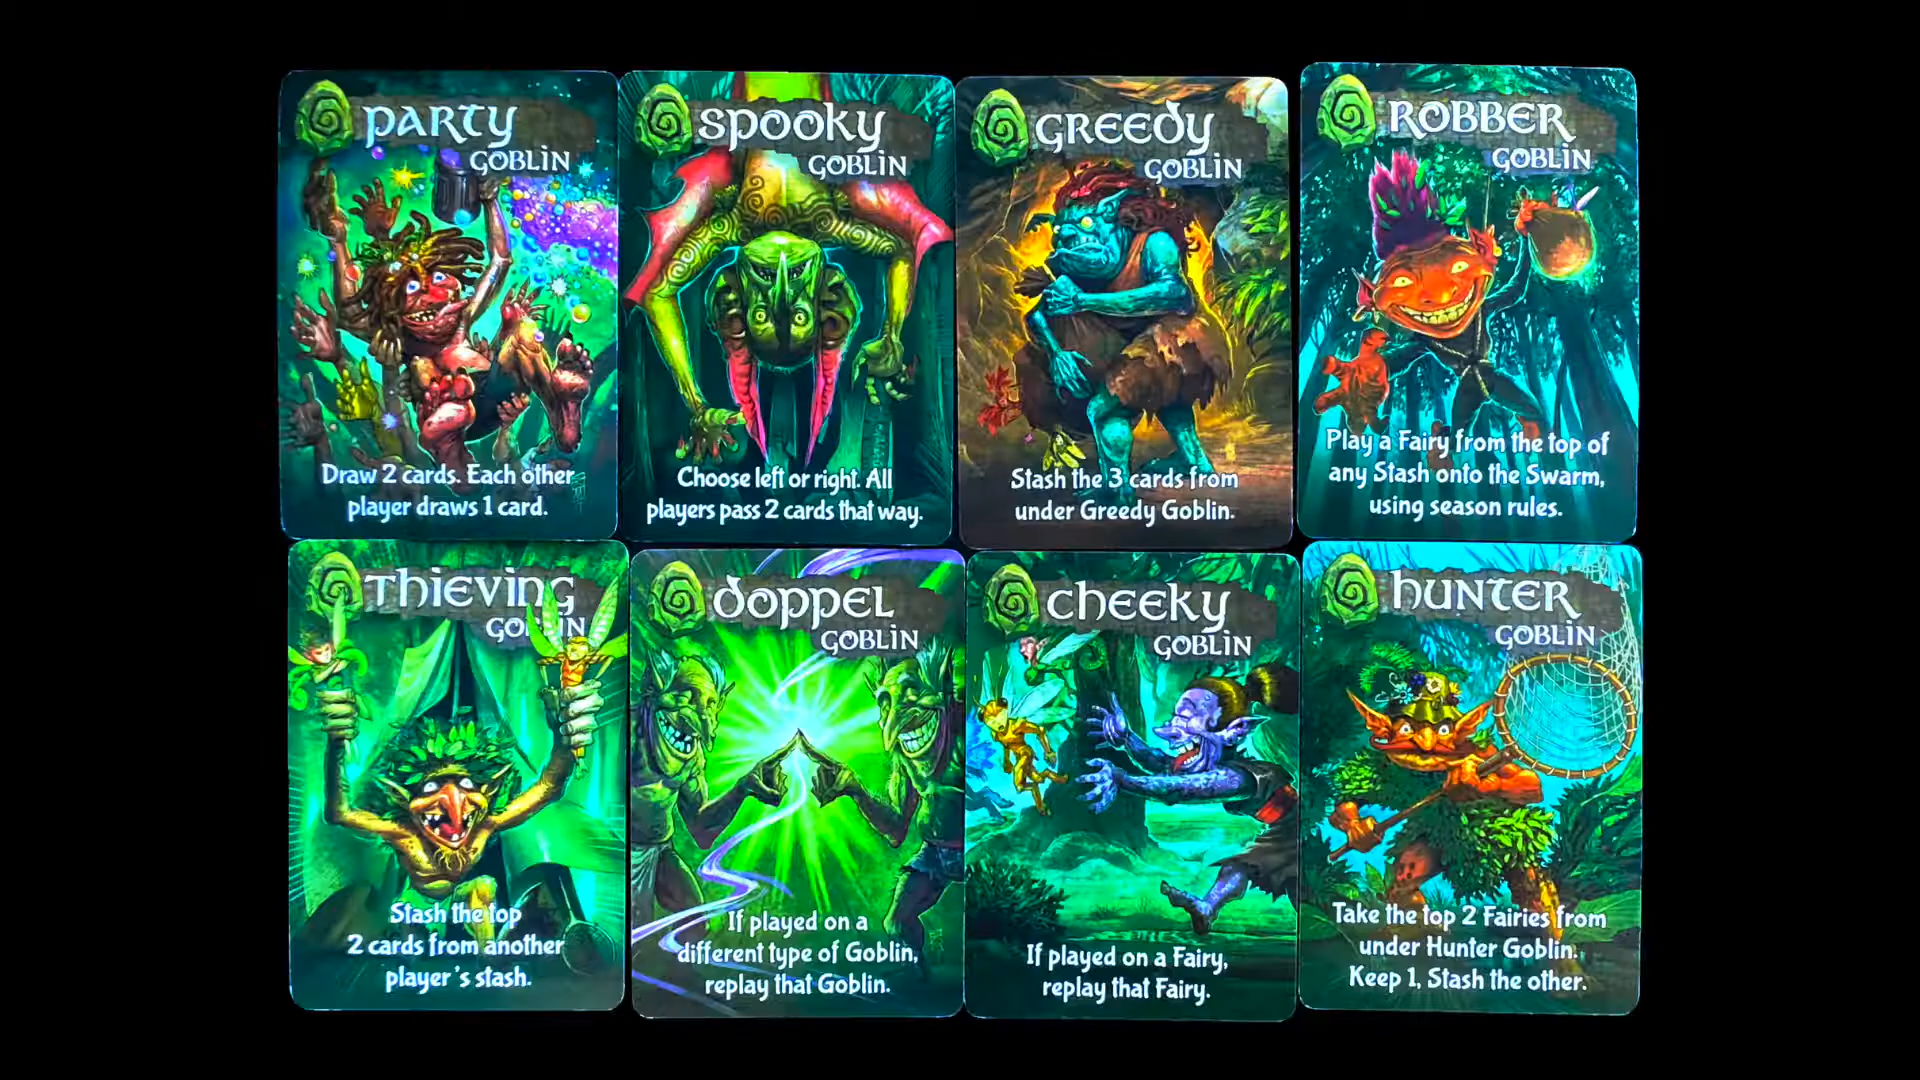 PARTY
GOBLIN
Draw 2 cards. Each other
player draws 1 card.
SPOOKY
GOBLIN
Choose left or right. All
players pass 2 cards that way.
GREEDY
GOBLIN
Stash the 3 cards from
under Greedy Goblin.
ROBBER
GOBLIN
Play a Fairy from the top of
any Stash onto the Swarm,
using season rules.
THIEVING
GOBLIN
Stash the top
2 cards from another
player's stash.
DOPPEL
GOBLIN
If played on a
different type of Goblin,
replay that Goblin.
CHEEKY
GOBLIN
If played on a Fairy,
replay that Fairy.
HUNTER
GOBLIN
Take the top 2 Fairies from
under Hunter Goblin.
Keep 1, Stash the other.